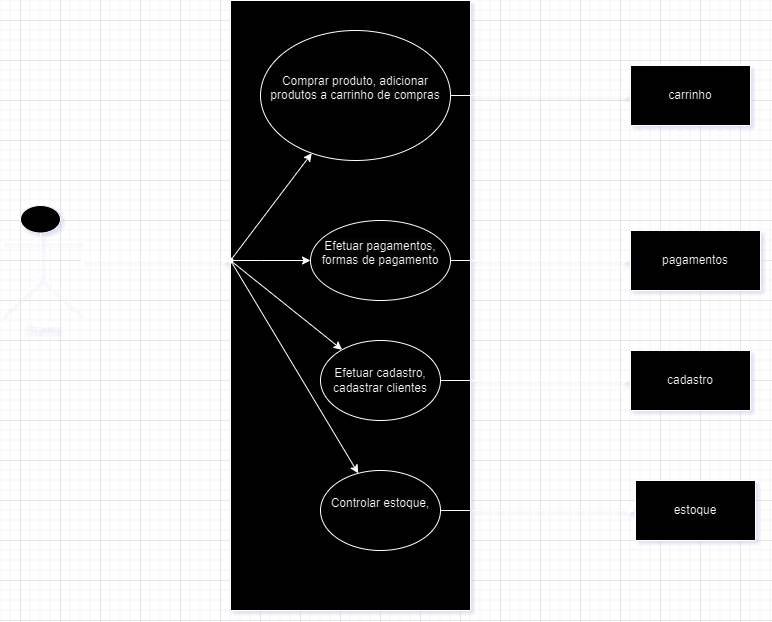 Comprar produto, adicionar
produtos a carrinho de compras
carrinho
Efetuar pagamentos,
formas de pagamento
pagamentos
Efetuar cadastro,
cadastrar clientes
cadastro
Controlar estoque,
estoque